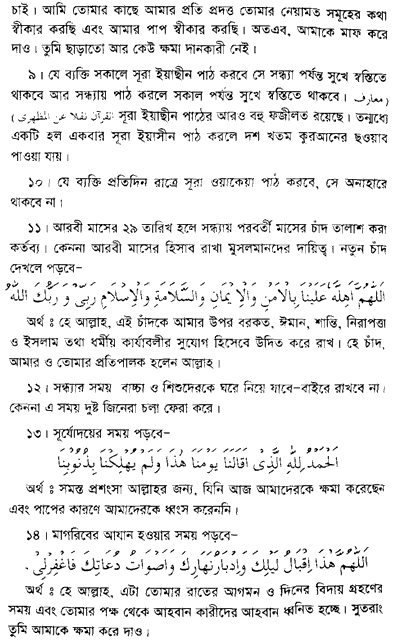 চাই। আমি তোমার কাছে আমার প্রতি প্রদত্ত তোমার নেয়ামত সমূহের কথা
স্বীকার করছি এবং আমার পাপ স্বীকার করছি। অতএব, আমাকে মাফ করে
দাও। তুমি ছাড়াতো আর কেউ ক্ষমা দানকারী নেই।
৯। যে ব্যক্তি সকালে সূরা ইয়াছীন পাঠ করবে সে সন্ধ্যা পর্যন্ত সুখে স্বস্তিতে
থাকবে আর সন্ধ্যায় পাঠ করলে সকাল পর্যন্ত সুখে স্বস্তিতে থাকবে। (معارف
القرآن نقلا عن المظهرى) সূরা ইয়াছীন পাঠের আরও বহু ফজীলত রয়েছে। তন্মধ্যে
একটি হল একবার সূরা ইয়াসীন পাঠ করলে দশ খতম কুরআনের ছওয়াব
পাওয়া যায়।
১০। যে ব্যক্তি প্রতিদিন রাত্রে সূরা ওয়াকেয়া পাঠ করবে, সে অনাহারে
থাকবে না।
১১। আরবী মাসের ২৯ তারিখ হলে সন্ধ্যায় পরবর্তী মাসের চাঁদ তালাশ করা
কর্তব্য। কেননা আরবী মাসের হিসাব রাখা মুসলমানদের দায়িত্ব। নতুন চাঁদ
দেখলে পড়বে-
اَللّٰهُمَّ اَهِلَّهٗ عَلَيْنَا بِالْاَمْنِ وَالْاِيْمَانِ وَالسَّلَامَةِ وَالْاِسْلَامِ رَبِّىْ وَ رَبُّكَ اللّٰهُ
অর্থ ঃ হে আল্লাহ, এই চাঁদকে আমার উপর বরকত, ঈমান, শান্তি, নিরাপত্তা
ও ইসলাম তথা ধর্মীয় কার্যাবলীর সুযোগ হিসেবে উদিত করে রাখ। হে চাঁদ,
আমার ও তোমার প্রতিপালক হলেন আল্লাহ।
১২। সন্ধ্যার সময় বাচ্চা ও শিশুদেরকে ঘরে নিয়ে যাবে-বাইরে রাখবে না।
কেননা এ সময় দুষ্ট জিনেরা চলা ফেরা করে।
১৩। সূর্যোদয়ের সময় পড়বে-
اَلْحَمْدُ لِلّٰهِ الَّذِىْ اَقَالَنَا يَوْمَنَا هٰذَا وَلَمْ يُهْلِكْنَا بِذُنُوْبِنَا
অর্থ ঃ সমস্ত প্রশংসা আল্লাহর জন্য, যিনি আজ আমাদেরকে ক্ষমা করেছেন
এবং পাপের কারণে আমাদেরকে ধ্বংস করেননি।
১৪। মাগরিবের আযান হওয়ার সময় পড়বে-
اَللّٰهُمَّ هٰذَا اِقْبَالُ لَيْلِكَ وَاِدْبَارُ نَهَارِكَ وَاَصْوَاتُ دُعَاتِكَ فَاغْفِرْلِىْ.
অর্থ ঃ হে আল্লাহ, এটা তোমার রাতের আগমন ও দিনের বিদায় গ্রহণের
সময় এবং তোমার পক্ষ থেকে আহবান কারীদের আহবান ধ্বনিত হচ্ছে। সুতরাং
তুমি আমাকে ক্ষমা করে দাও।